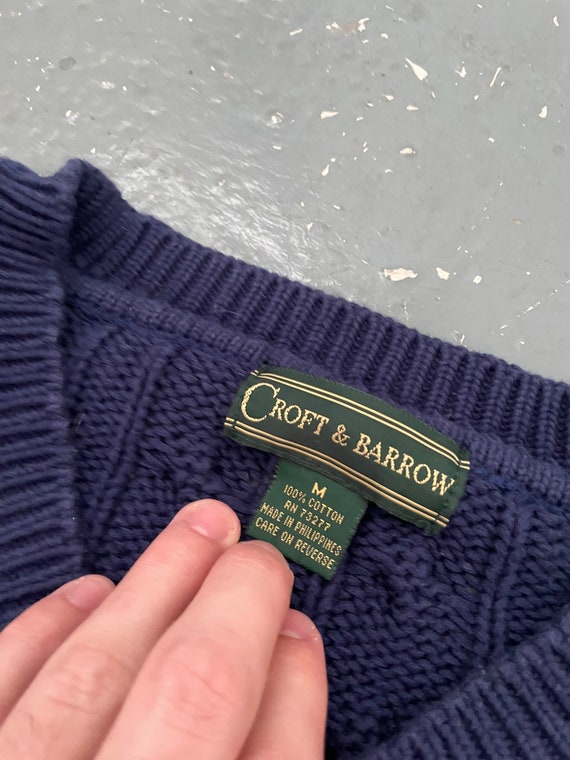 CROFT & BARROW
M
100% COTTON
RN 73277
MADE IN PHILIPPINES
CARE ON REVERSE